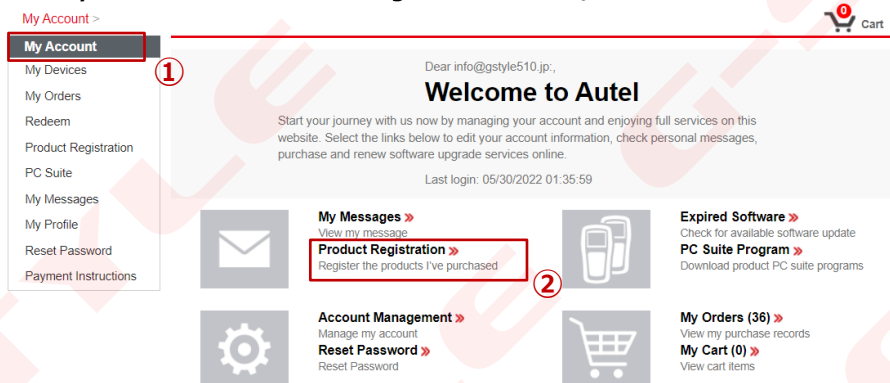 My Account >
0
Cart
My Account
①
My Devices
My Orders
Redeem
Product Registration
PC Suite
My Messages
My Profile
Reset Password
Payment Instructions
Dear info@gstyle510.jp:,
Welcome to Autel
Start your journey with us now by managing your account and enjoying full services on this
website. Select the links below to edit your account information, check personal messages,
purchase and renew software upgrade services online.
Last login: 05/30/2022 01:35:59
My Messages »
View my message
Product Registration »
Register the products I've purchased
②
Expired Software »
Check for available software update
PC Suite Program »
Download product PC suite programs
Account Management »
Manage my account
Reset Password »
Reset Password
My Orders (36) »
View my purchase records
My Cart (0) »
View cart items